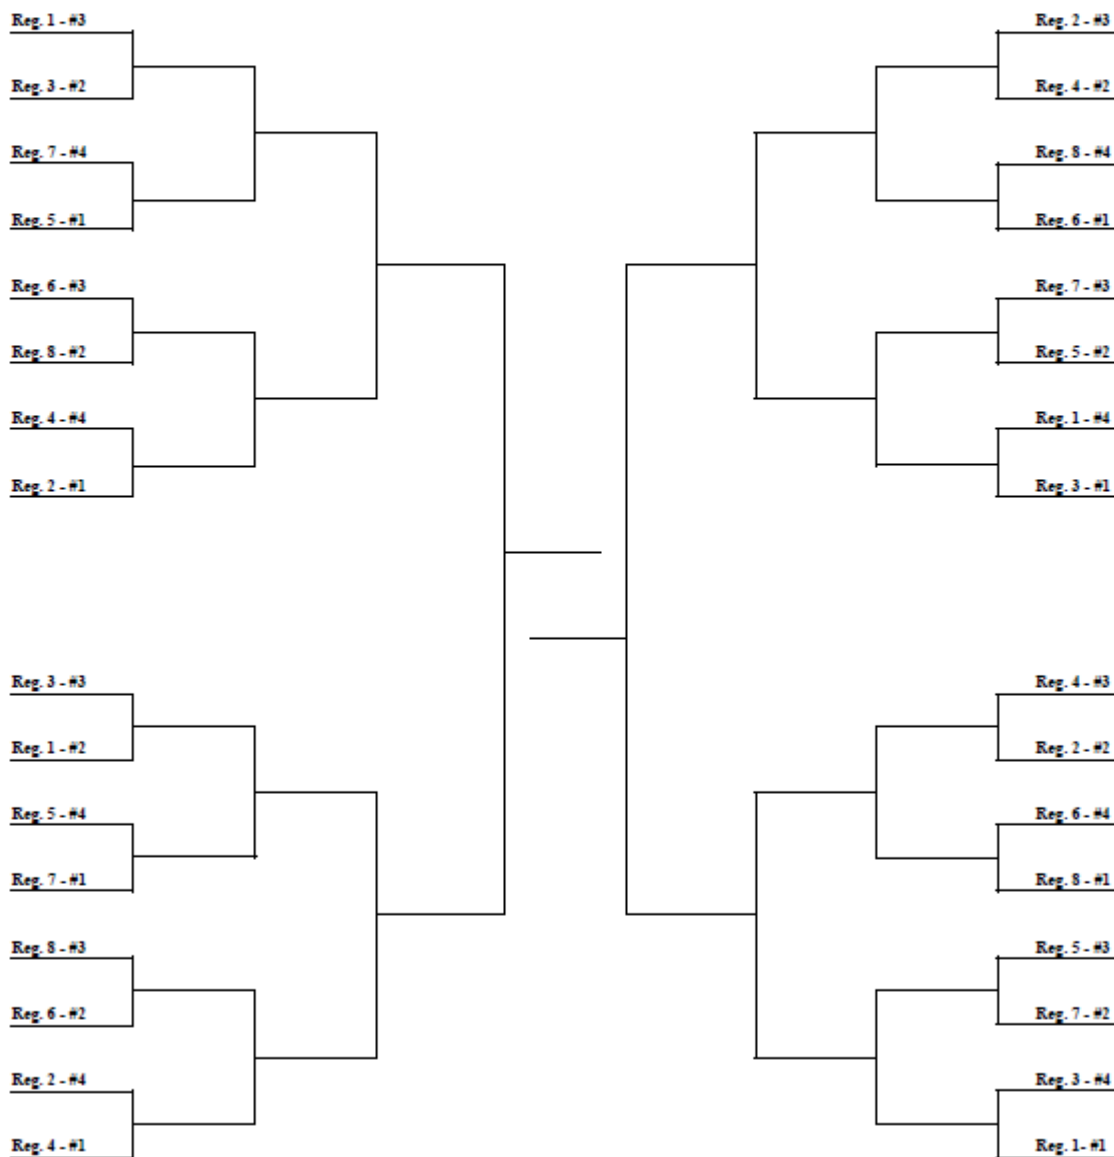 Reg. 1 - #3
Reg. 3 - #2
Reg. 7 - #4
Reg. 5 - #1
Reg. 6 - #3
Reg. 8 - #2
Reg. 4 - #4
Reg. 2 - #1
Reg. 3 - #3
Reg. 1 - #2
Reg. 5 - #4
Reg. 7 - #1
Reg. 8 - #3
Reg. 6 - #2
Reg. 2 - #4
Reg. 4 - #1
Reg. 2 - #3
Reg. 4 - #2
Reg. 8 - #4
Reg. 6 - #1
Reg. 7 - #3
Reg. 5 - #2
Reg. 1 - #4
Reg. 3 - #1
Reg. 4 - #3
Reg. 2 - #2
Reg. 6 - #4
Reg. 8 - #1
Reg. 5 - #3
Reg. 7 - #2
Reg. 3 - #4
Reg. 1- #1